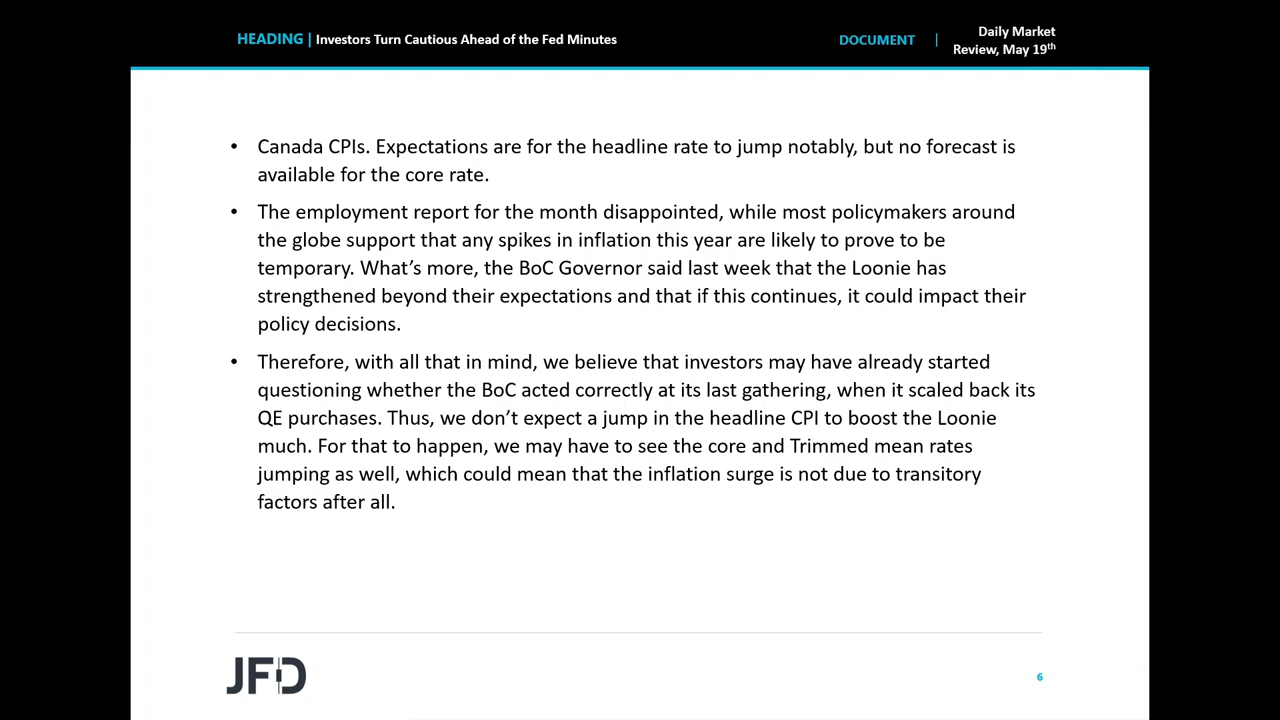 HEADING | Investors Turn Cautious Ahead of the Fed Minutes
DOCUMENT |
Daily Market
Review, May 19th
• Canada CPIs. Expectations are for the headline rate to jump notably, but no forecast is
available for the core rate.
• The employment report for the month disappointed, while most policymakers around
the globe support that any spikes in inflation this year are likely to prove to be
temporary. What’s more, the BoC Governor said last week that the Loonie has
strengthened beyond their expectations and that if this continues, it could impact their
policy decisions.
• Therefore, with all that in mind, we believe that investors may have already started
questioning whether the BoC acted correctly at its last gathering, when it scaled back its
QE purchases. Thus, we don’t expect a jump in the headline CPI to boost the Loonie
much. For that to happen, we may have to see the core and Trimmed mean rates
jumping as well, which could mean that the inflation surge is not due to transitory
factors after all.
JFD
6